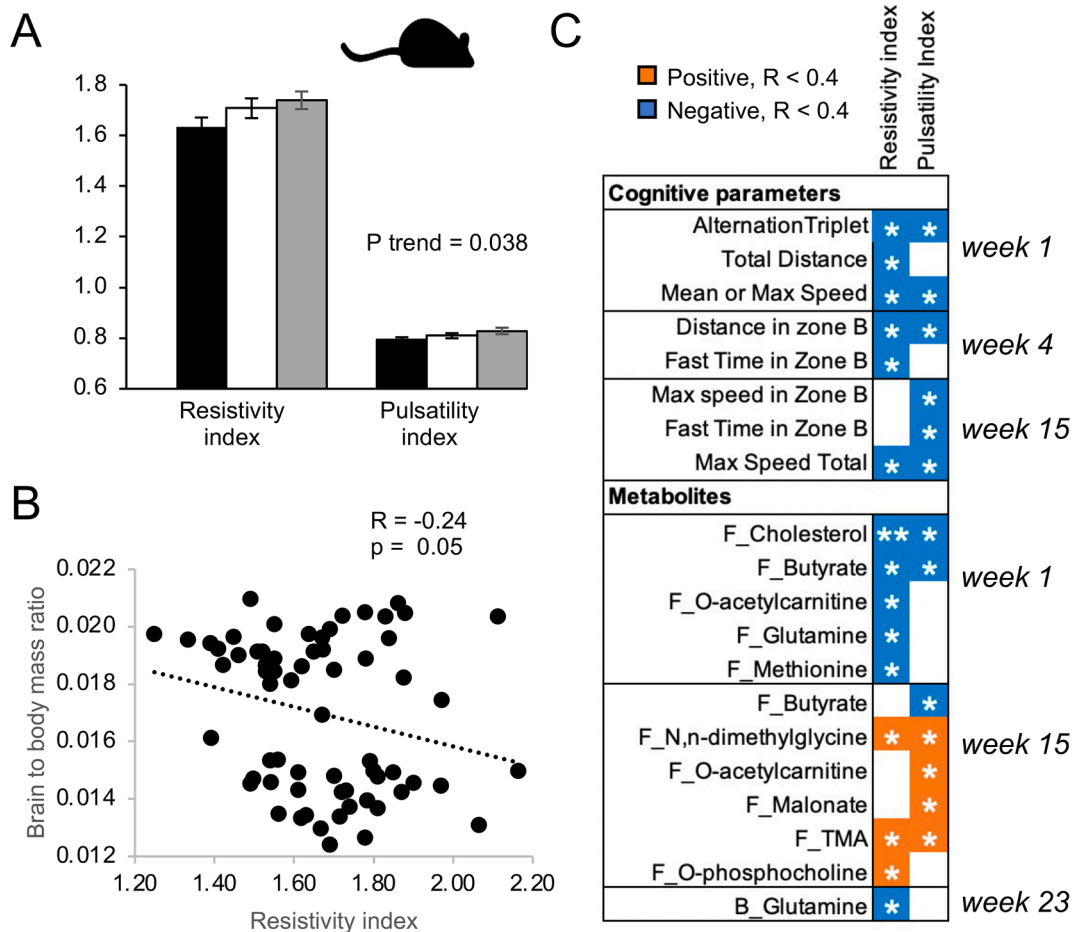 A
1.8
1.6
1.4
1.2
1.0
0.8
0.6
P trend = 0.038
Resistivity
index
Pulsatility
index
B
R = -0.24
p = 0.05
0.022
0.020
0.018
0.016
0.014
0.012
Brain to body mass ratio
1.20 1.40 1.60 1.80 2.00 2.20
Resistivity index
C
Positive, R < 0.4
Negative, R < 0.4
Resistivity index
Pulsatility Index
Cognitive parameters
AlternationTriplet * *
Total Distance *
Mean or Max Speed * *
week 1
Distance in zone B * *
Fast Time in Zone B *
week 4
Max speed in Zone B *
Fast Time in Zone B *
Max Speed Total * *
week 15
Metabolites
F_Cholesterol ** *
F_Butyrate * *
F_O-acetylcarnitine *
F_Glutamine *
F_Methionine *
week 1
F_Butyrate *
F_N,n-dimethylglycine * *
F_O-acetylcarnitine *
F_Malonate *
F_TMA * *
F_O-phosphocholine *
week 15
B_Glutamine *
week 23